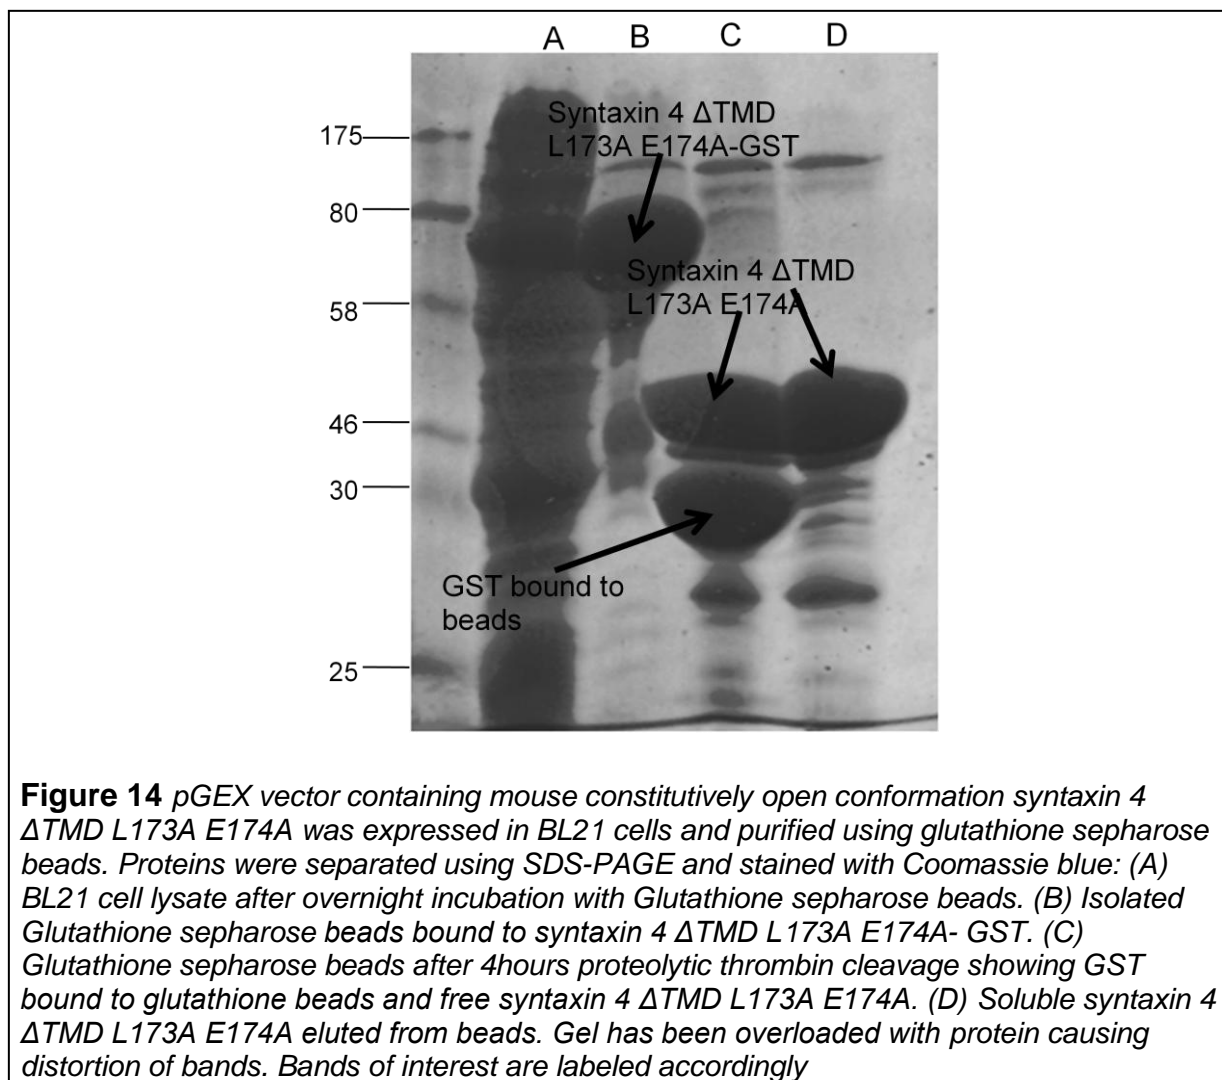 A B C D
Syntaxin 4 ΔTMD
L173A E174A-GST
175
80
Syntaxin 4 ΔTMD
L173A E174A
58
46
30
GST bound to
beads
25
Figure 14 pGEX vector containing mouse constitutively open conformation syntaxin 4
ΔTMD L173A E174A was expressed in BL21 cells and purified using glutathione sepharose
beads. Proteins were separated using SDS-PAGE and stained with Coomassie blue: (A)
BL21 cell lysate after overnight incubation with Glutathione sepharose beads. (B) Isolated
Glutathione sepharose beads bound to syntaxin 4 ΔTMD L173A E174A- GST. (C)
Glutathione sepharose beads after 4hours proteolytic thrombin cleavage showing GST
bound to glutathione beads and free syntaxin 4 ΔTMD L173A E174A. (D) Soluble syntaxin 4
ΔTMD L173A E174A eluted from beads. Gel has been overloaded with protein causing
distortion of bands. Bands of interest are labeled accordingly